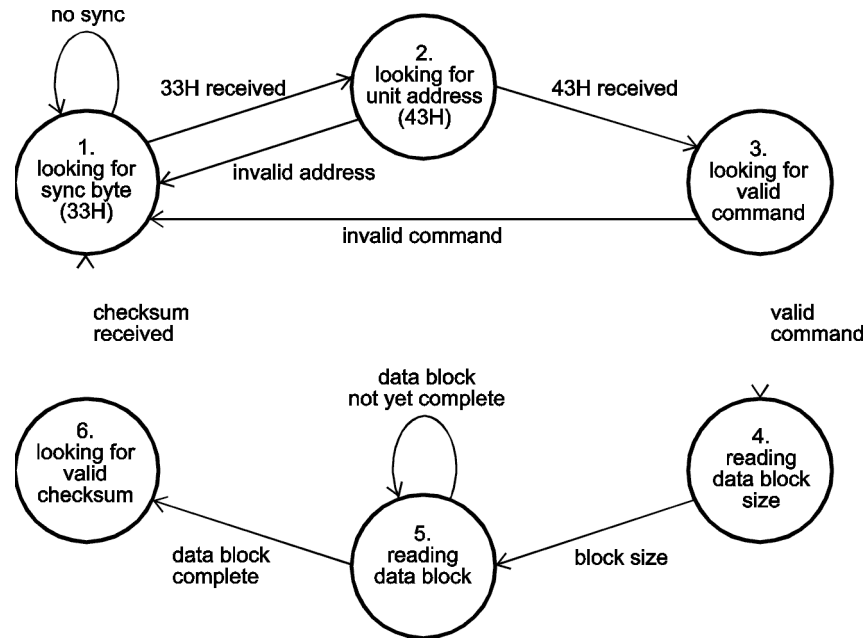 no sync
1.
looking for
sync byte
(33H)
33H received
2.
looking for
unit address
(43H)
invalid address
43H received
3.
looking for
valid
command
invalid command
checksum
received
valid
command
data block
not yet complete
6.
looking for
valid
checksum
data block
complete
5.
reading
data block
block size
4.
reading
data block
size